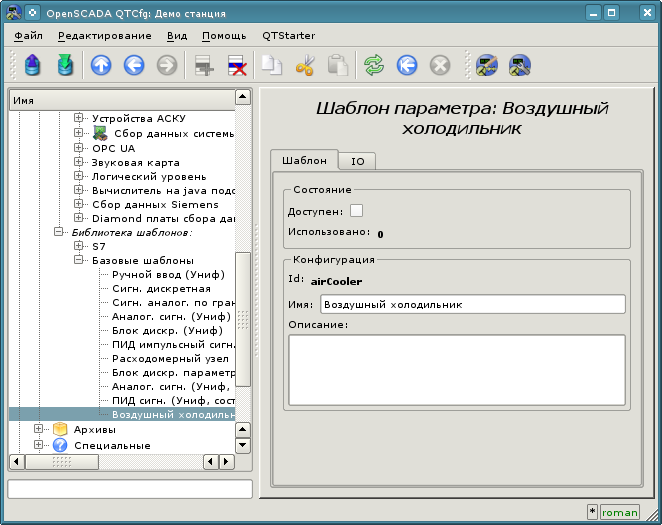 OpenSCADA QTCfg: Демо станция
Файл Редактирование Вид Помощь QTStarter
Имя
Устройства АСКУ
Сбор данных системы
OPC UA
Звуковая карта
Логический уровень
Вычислитель на java подо
Сбор данных Siemens
Diamond платы сбора дан
Библиотека шаблонов:
S7
Базовые шаблоны
Ручной ввод (Униф)
Сигн. дискретная
Сигн. аналог. по гран
Аналог. сигн. (Униф)
Блок дискр. (Униф)
ПИД импульсный сигн.
Расходомерный узел
Блок дискр. параметр
Аналог. сигн. (Униф,
ПИД сигн. (Униф, сост
Воздушный холодильн
Архивы
Специальные
Шаблон параметра: Воздушный
холодильник
Шаблон IO
Состояние
Доступен:
Использовано: 0
Конфигурация
Id: airCooler
Имя: Воздушный холодильник
Описание:
* roman